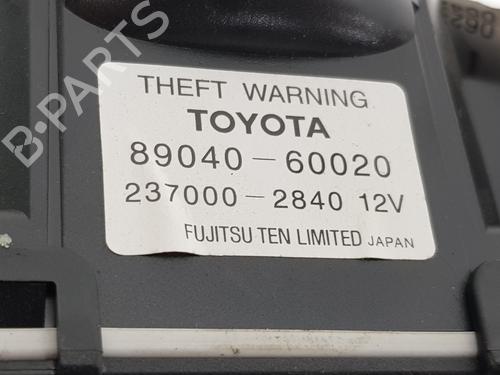 THEFT WARNING
TOYOTA
89040-60020
237000-2840 12V
FUJITSU TEN LIMITED JAPAN
B-PARTS